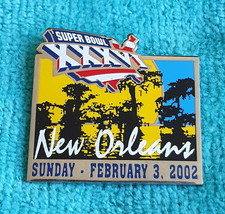 SUPER BOWL
XXXVI
New Orleans
SUNDAY - FEBRUARY 3, 2002